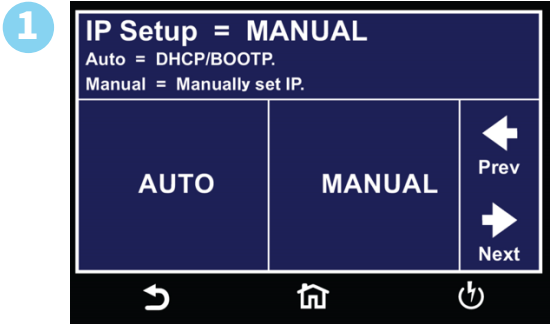 1
IP Setup = MANUAL
Auto = DHCP/BOOTP.
Manual = Manually set IP.
AUTO
MANUAL
Prev
Next